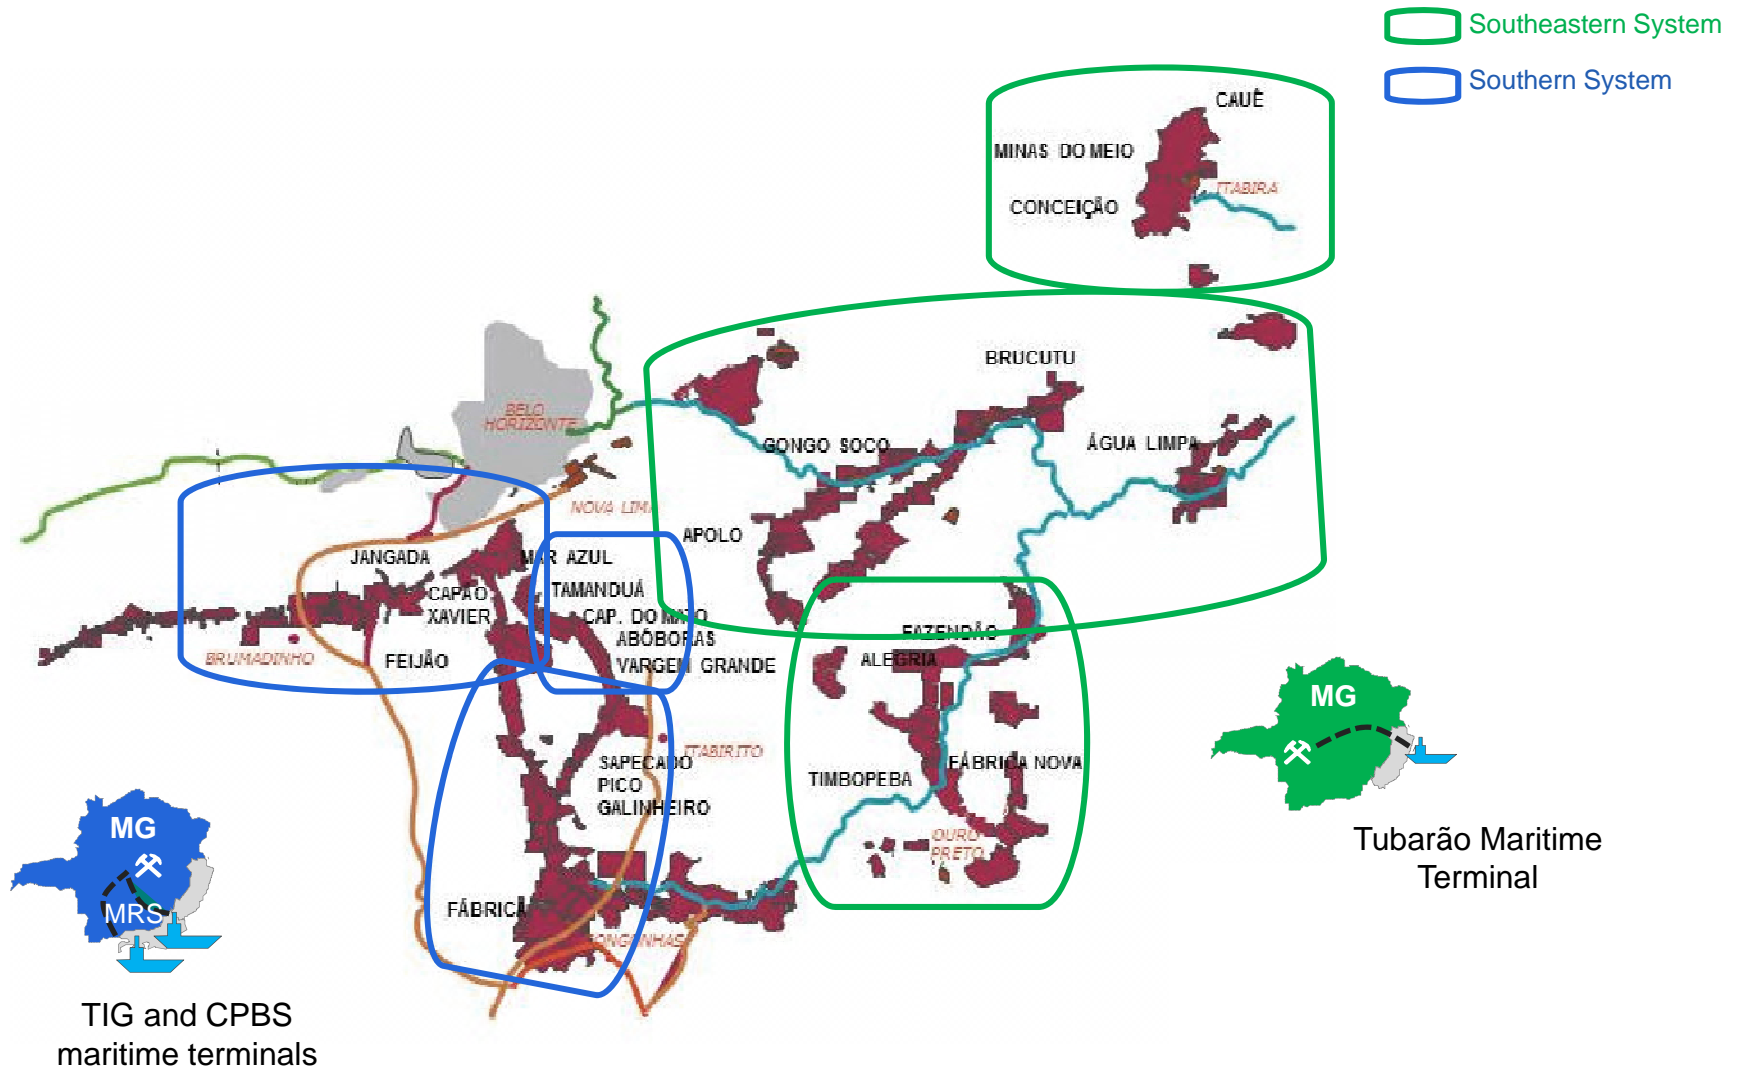 Southeastern System
Southern System
CAUÊ
MINAS DO MEIO
ITABIRA
CONCEIÇÃO
BRUCUTU
BELO
HORIZONTE
GONGO SOCO
ÁGUA LIMPA
NOVA LIM
APOLO
JANGADA
MAR AZUL
CAPÃO
XAVIER
TAMANDUÁ
CAP. DO MATO
ABÓBORAS
VARGEM GRANDE
BRUMADINHO
FEIJÃO
FAZENDÃO
ALEGRIA
MG
ITABIRITO
SAPECADO
PICO
GALINHEIRO
TIMBOPEBA
FÁBRICA NOVA
OURO
PRETO
MG
MRS
FÁBRICA
CONGONHAS
Tubarão Maritime
Terminal
TIG and CPBS
maritime terminals